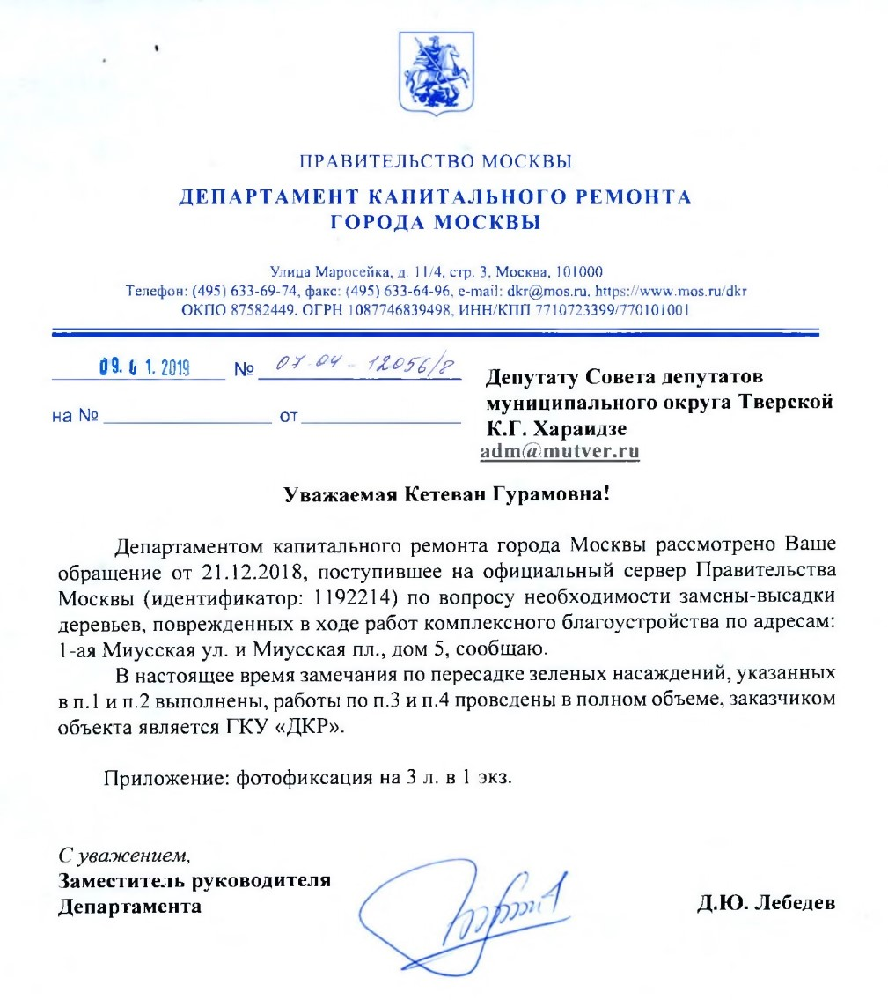 ПРАВИТЕЛЬСТВО МОСКВЫ
ДЕПАРТАМЕНТ КАПИТАЛЬНОГО РЕМОНТА
ГОРОДА МОСКВЫ
Улица Маросейка, д. 11/4, стр. 3, Москва, 101000
Телефон: (495) 633-69-74, факс: (495) 633-64-96, e-mail: dkr@mos.ru, https://www.mos.ru/dkr
ОКПО 87582449, ОГРН 1087746839498, ИНН/КПП 7710723399/770101001
09. 01. 2019 № 07-04-12056/8
на № от
Депутату Совета депутатов
муниципального округа Тверской
К.Г. Хараидзе
adm@mutver.ru
Уважаемая Кетеван Гурамовна!
Департаментом капитального ремонта города Москвы рассмотрено Ваше
обращение от 21.12.2018, поступившее на официальный сервер Правительства
Москвы (идентификатор: 1192214) по вопросу необходимости замены-высадки
деревьев, поврежденных в ходе работ комплексного благоустройства по адресам:
1-ая Миусская ул. и Миусская пл., дом 5, сообщаю.
В настоящее время замечания по пересадке зеленых насаждений, указанных
в п.1 и п.2 выполнены, работы по п.3 и п.4 проведены в полном объеме, заказчиком
объекта является ГКУ «ДКР».
Приложение: фотофиксация на 3 л. в 1 экз.
С уважением,
Заместитель руководителя
Департамента
Д.Ю. Лебедев